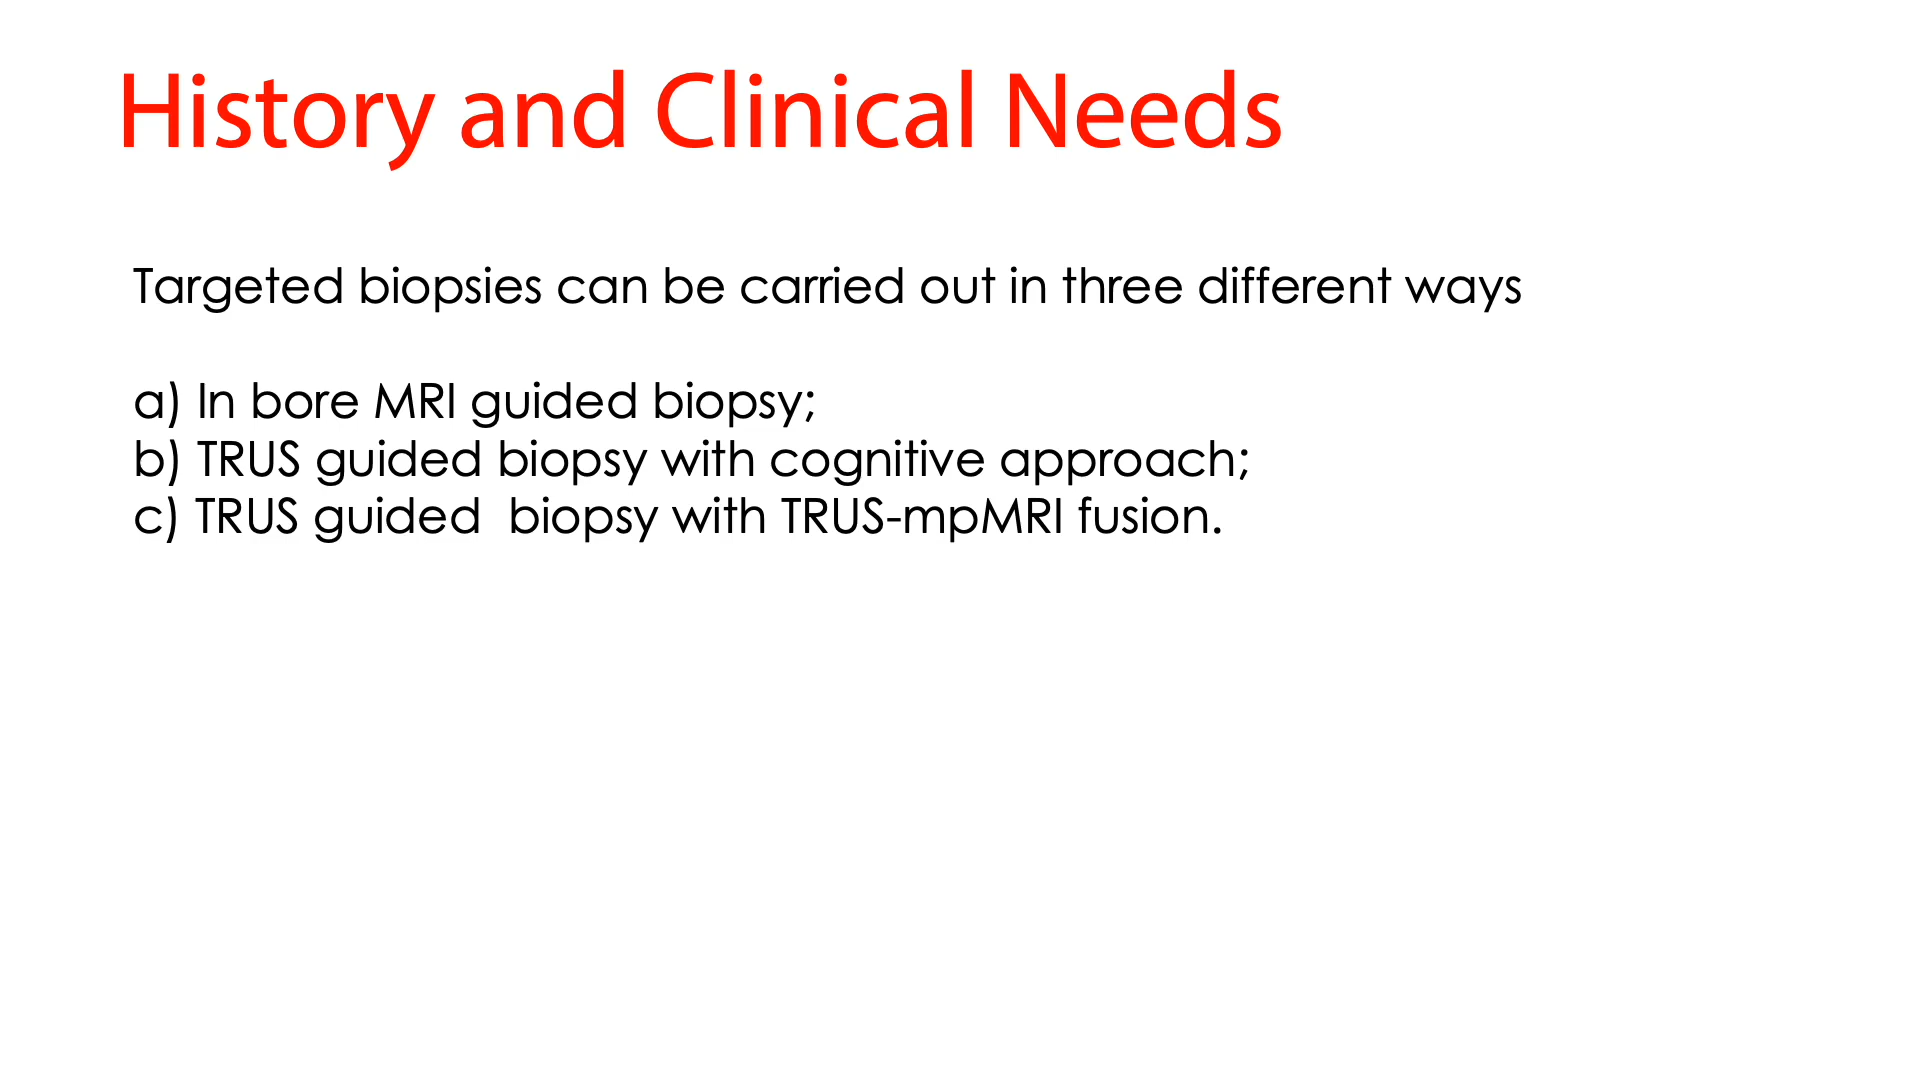 History and Clinical Needs
Targeted biopsies can be carried out in three different ways
a) In bore MRI guided biopsy;
b) TRUS guided biopsy with cognitive approach;
c) TRUS guided  biopsy with TRUS-mpMRI fusion.